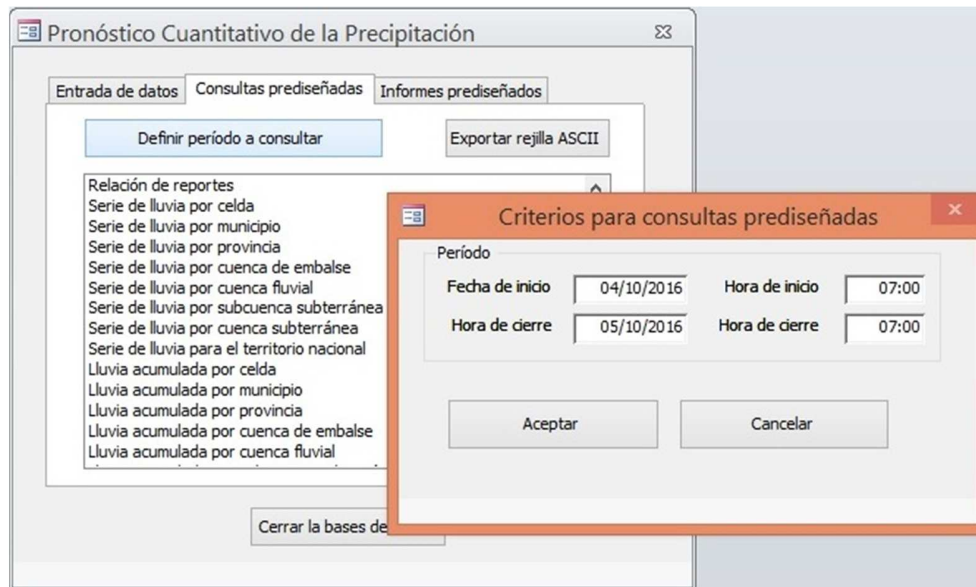 Pronóstico Cuantitativo de la Precipitación
Entrada de datos
Consultas prediseñadas
Informes prediseñados
Definir período a consultar
Exportar rejilla ASCII
Relación de reportes
Serie de lluvia por celda
Serie de lluvia por municipio
Serie de lluvia por provincia
Serie de lluvia por cuenca de embalse
Serie de lluvia por cuenca fluvial
Serie de lluvia por subcuenca subterránea
Serie de lluvia por cuenca subterránea
Serie de lluvia para el territorio nacional
Lluvia acumulada por celda
Lluvia acumulada por municipio
Lluvia acumulada por provincia
Lluvia acumulada por cuenca de embalse
Lluvia acumulada por cuenca fluvial
Cerrar la bases de
Criterios para consultas prediseñadas
Período
Fecha de inicio 04/10/2016 Hora de inicio 07:00
Hora de cierre 05/10/2016 Hora de cierre 07:00
Aceptar
Cancelar